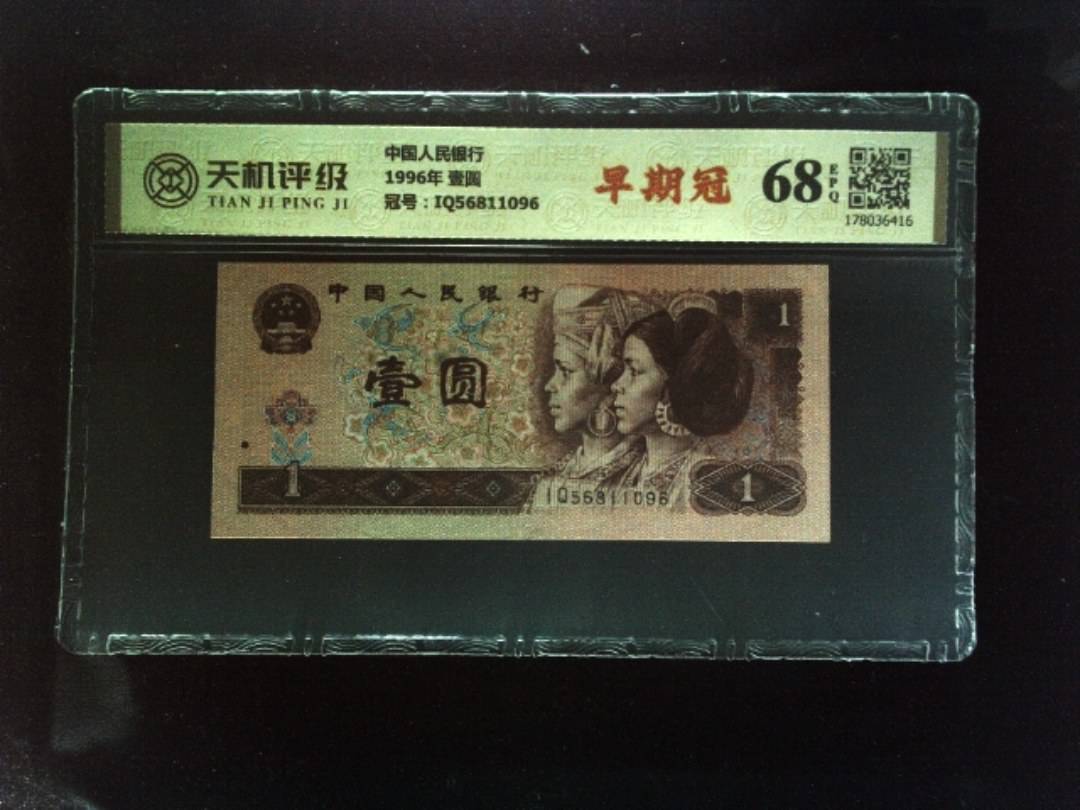 天机评级
TIAN JI PING JI
中国人民银行
1996年 壹圆
冠号：IQ56811096
早期冠
68
EPQ
178036416
中国人民银行
1
壹圆
1
IQ56811096
1